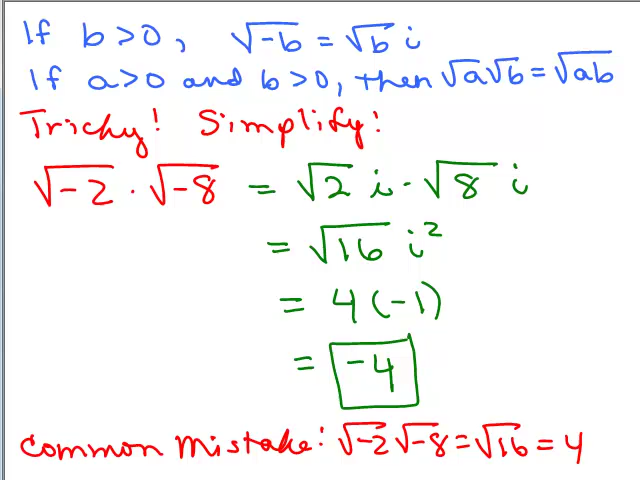 If b > 0, √-b = √b i
If a > 0 and b > 0, then √a√b = √ab
Tricky! Simplify:
√-2 · √-8 = √2 i · √8 i
= √16 i²
= 4 (-1)
= -4
Common Mistake: √-2 √-8 = √16 = 4